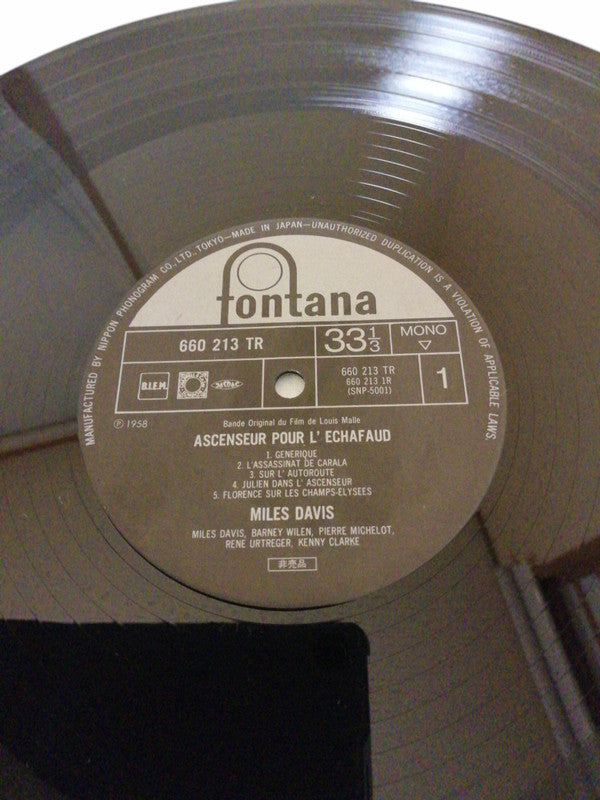 MANUFACTURED BY NIPPON PHONOGRAM CO., LTD., TOKYO—MADE IN JAPAN—UNAUTHORIZED DUPLICATION IS A VIOLATION OF APPLICABLE LAWS.
fontana
660 213 TR
33 1/3
MONO
▽
B.I.E.M.
660 213 TR
660 213 1R
(SNP-5001)
1
Ⓟ 1958
Bande Original du Film de Louis Malle
ASCENSEUR POUR L' ECHAFAUD
1. GENERIQUE
2. L'ASSASSINAT DE CARALA
3. SUR L' AUTOROUTE
4. JULIEN DANS L' ASCENSEUR
5. FLORENCE SUR LES CHAMPS-ELYSEES
MILES DAVIS
MILES DAVIS, BARNEY WILEN, PIERRE MICHELOT,
RENE URTREGER, KENNY CLARKE
非売品